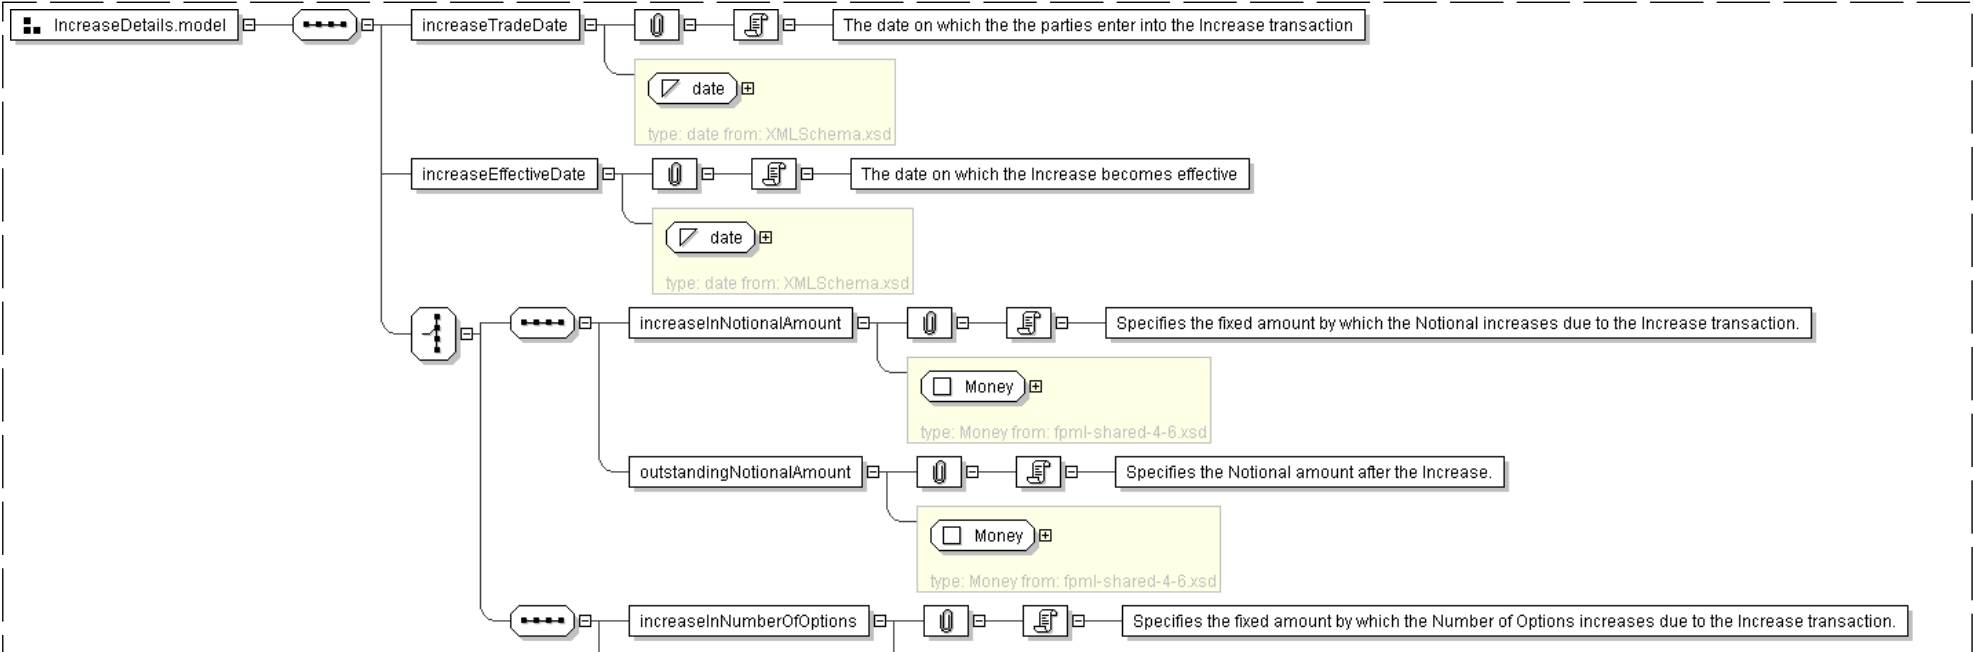 IncreaseDetails.model
increaseTradeDate
The date on which the the parties enter into the Increase transaction
date
type: date from: XMLSchema.xsd
increaseEffectiveDate
The date on which the Increase becomes effective
date
type: date from: XMLSchema.xsd
increaseInNotionalAmount
Specifies the fixed amount by which the Notional increases due to the Increase transaction.
Money
type: Money from: fpml-shared-4-6.xsd
outstandingNotionalAmount
Specifies the Notional amount after the Increase.
Money
type: Money from: fpml-shared-4-6.xsd
increaseInNumberOfOptions
Specifies the fixed amount by which the Number of Options increases due to the Increase transaction.